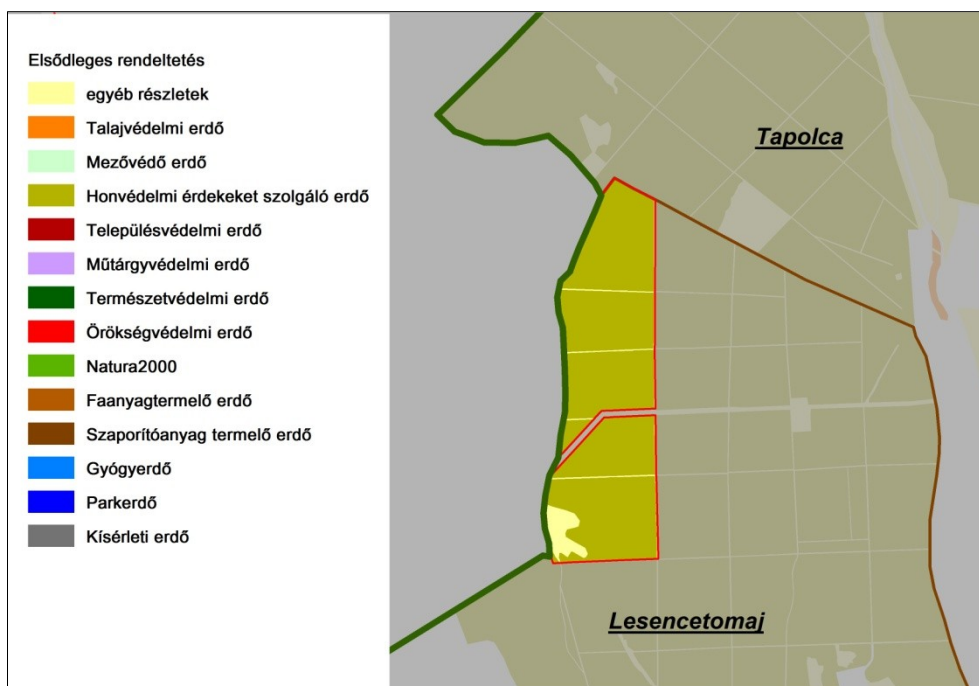 Elsődleges rendeltetés
egyéb részletek
Talajvédelmi erdő
Mezővédő erdő
Honvédelmi érdekeket szolgáló erdő
Településvédelmi erdő
Műtárgyvédelmi erdő
Természetvédelmi erdő
Örökségvédelmi erdő
Natura2000
Faanyagtermelő erdő
Szaporítóanyag termelő erdő
Gyógyerdő
Parkerdő
Kísérleti erdő
Tapolca
Lesencetomaj